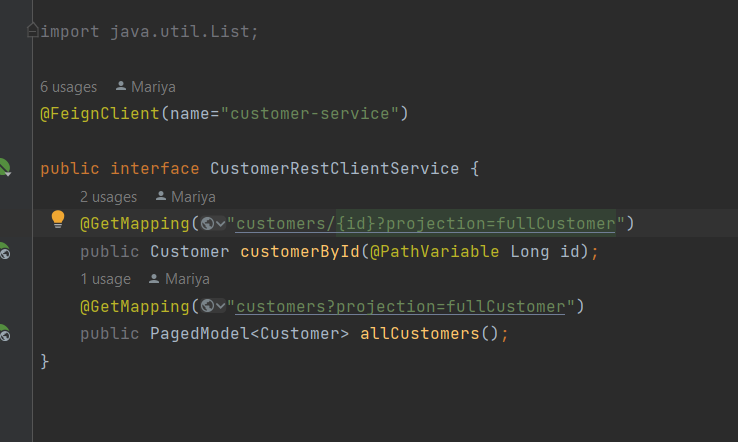 import java.util.List;
6 usages Mariya
@FeignClient(name="customer-service")
public interface CustomerRestClientService {
2 usages Mariya
@GetMapping("customers/{id}?projection=fullCustomer")
public Customer customerById(@PathVariable Long id);
1 usage Mariya
@GetMapping("customers?projection=fullCustomer")
public PagedModel<Customer> allCustomers();
}